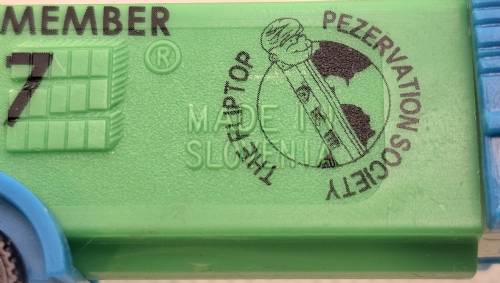 MEMBER
7
®
MADE IN
SLOVENIA
THE FLIPTOP PEZERVATION SOCIETY